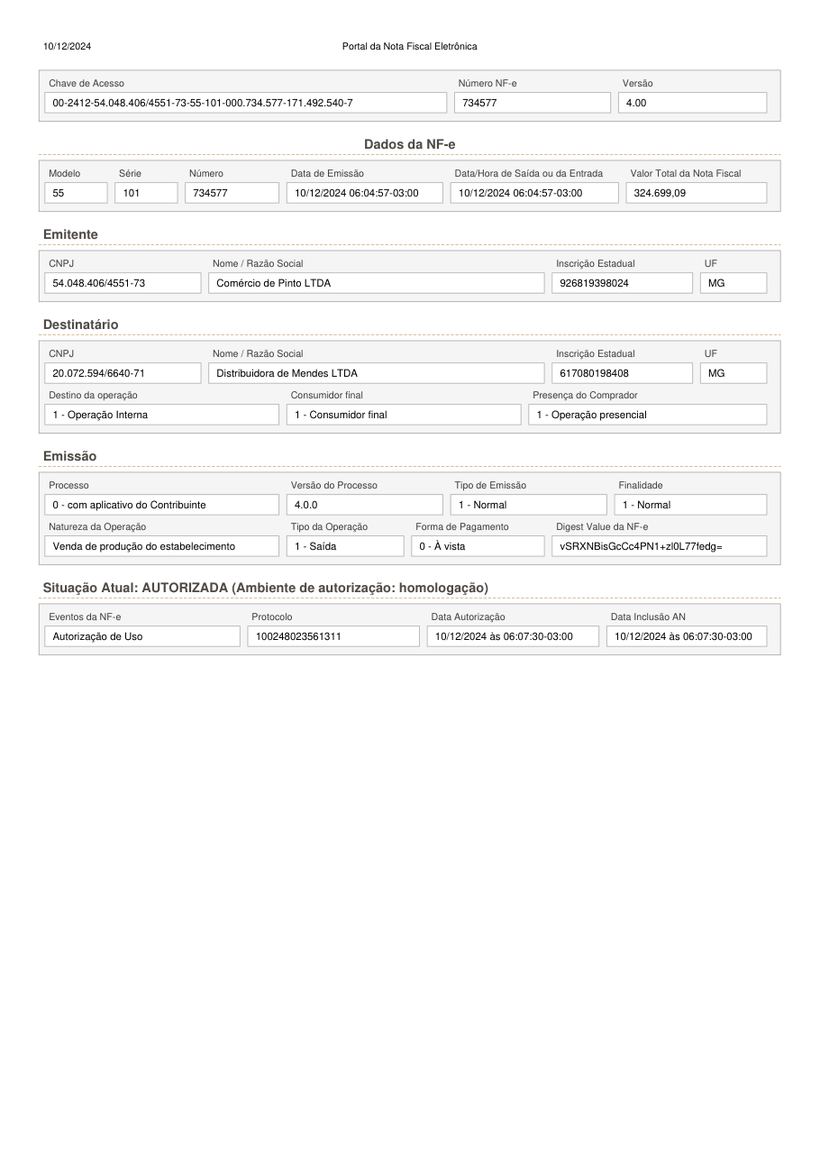 10/12/2024 Portal da Nota Fiscal Eletrônica
Chave de Acesso Número NF-e Versão
00-2412-54.048.406/4551-73-55-101-000.734.577-171.492.540-7 734577 4.00
Dados da NF-e
Modelo Série Número Data de Emissão Data/Hora de Saída ou da Entrada Valor Total da Nota Fiscal
55 101 734577 10/12/2024 06:04:57-03:00 10/12/2024 06:04:57-03:00 324.699,09
Emitente
CNPJ Nome / Razão Social Inscrição Estadual UF
54.048.406/4551-73 Comércio de Pinto LTDA 926819398024 MG
Destinatário
CNPJ Nome / Razão Social Inscrição Estadual UF
20.072.594/6640-71 Distribuidora de Mendes LTDA 617080198408 MG
Destino da operação Consumidor final Presença do Comprador
1 - Operação Interna 1 - Consumidor final 1 - Operação presencial
Emissão
Processo Versão do Processo Tipo de Emissão Finalidade
0 - com aplicativo do Contribuinte 4.0.0 1 - Normal 1 - Normal
Natureza da Operação Tipo da Operação Forma de Pagamento Digest Value da NF-e
Venda de produção do estabelecimento 1 - Saída 0 - À vista vSRXNBisGcCc4PN1+zl0L77fedg=
Situação Atual: AUTORIZADA (Ambiente de autorização: homologação)
Eventos da NF-e Protocolo Data Autorização Data Inclusão AN
Autorização de Uso 100248023561311 10/12/2024 às 06:07:30-03:00 10/12/2024 às 06:07:30-03:00